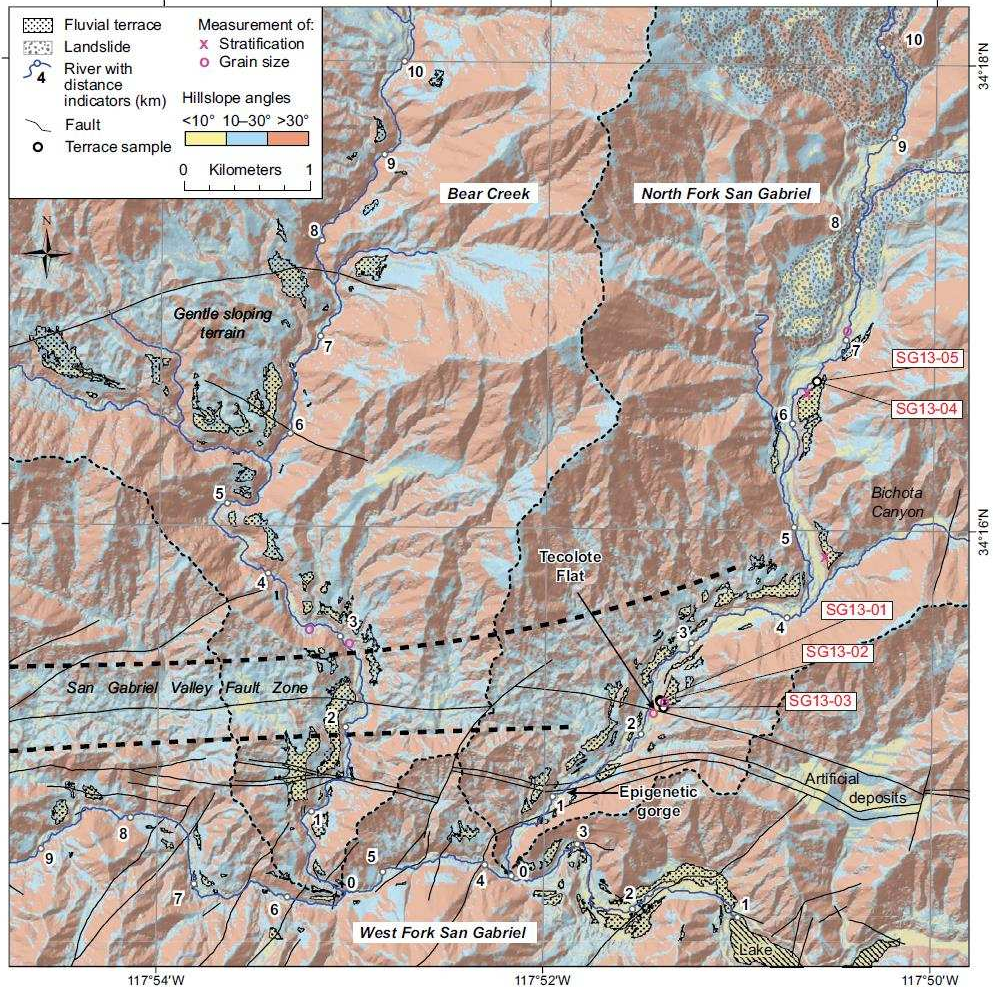 Fluvial terrace
Landslide
4
River with
distance
indicators (km)
Fault
Terrace sample
Measurement of:
x Stratification
o Grain size
Hillslope angles
<10° 10–30° >30°
0 Kilometers 1
N
Bear Creek
North Fork San Gabriel
Gentle sloping
terrain
10
9
8
7
6
5
4
3
2
1
0
10
9
8
7
6
5
4
3
2
1
0
SG13-05
SG13-04
Bichota
Canyon
Tecolote
Flat
SG13-01
SG13-02
SG13-03
San Gabriel Valley Fault Zone
Artificial
deposits
Epigenetic
gorge
9
8
7
6
5
4
3
2
1
West Fork San Gabriel
Lake
34°18'N
34°16'N
117°54'W
117°52'W
117°50'W